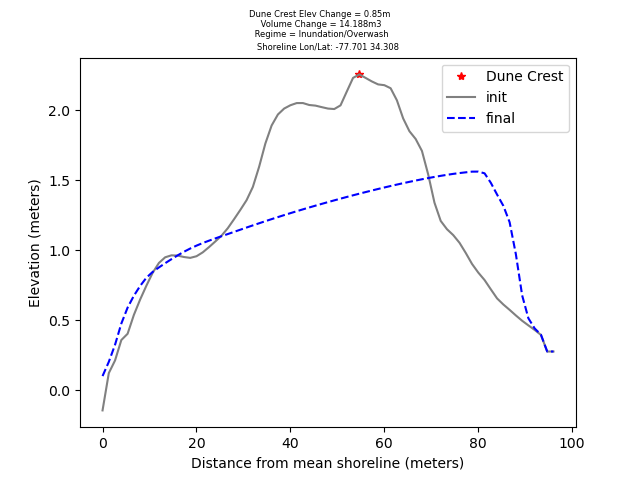 Dune Crest Elev Change = 0.85m
Volume Change = 14.188m3
Regime = Inundation/Overwash
Shoreline Lon/Lat: -77.701 34.308
Dune Crest
init
final
2.0
1.5
1.0
0.5
0.0
Elevation (meters)
0 20 40 60 80 100
Distance from mean shoreline (meters)